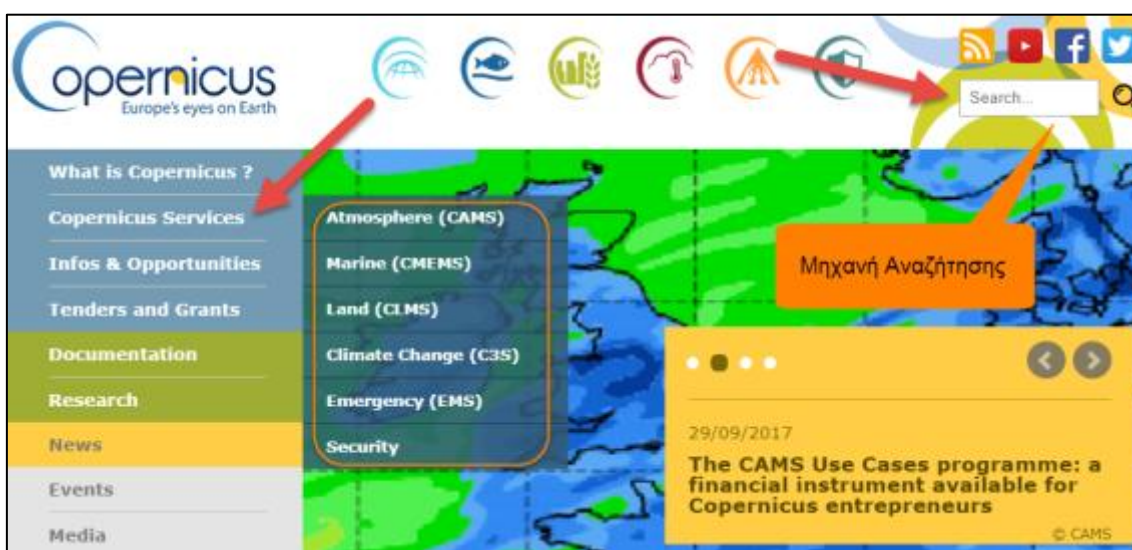 Copernicus
Europe's eyes on Earth
Search...
What is Copernicus ?
Copernicus Services
Infos & Opportunities
Tenders and Grants
Documentation
Research
News
Events
Media
Atmosphere (CAMS)
Marine (CMEMS)
Land (CLMS)
Climate Change (C3S)
Emergency (EMS)
Security
Μηχανή Αναζήτησης
29/09/2017
The CAMS Use Cases programme: a
financial instrument available for
Copernicus entrepreneurs
© CAMS